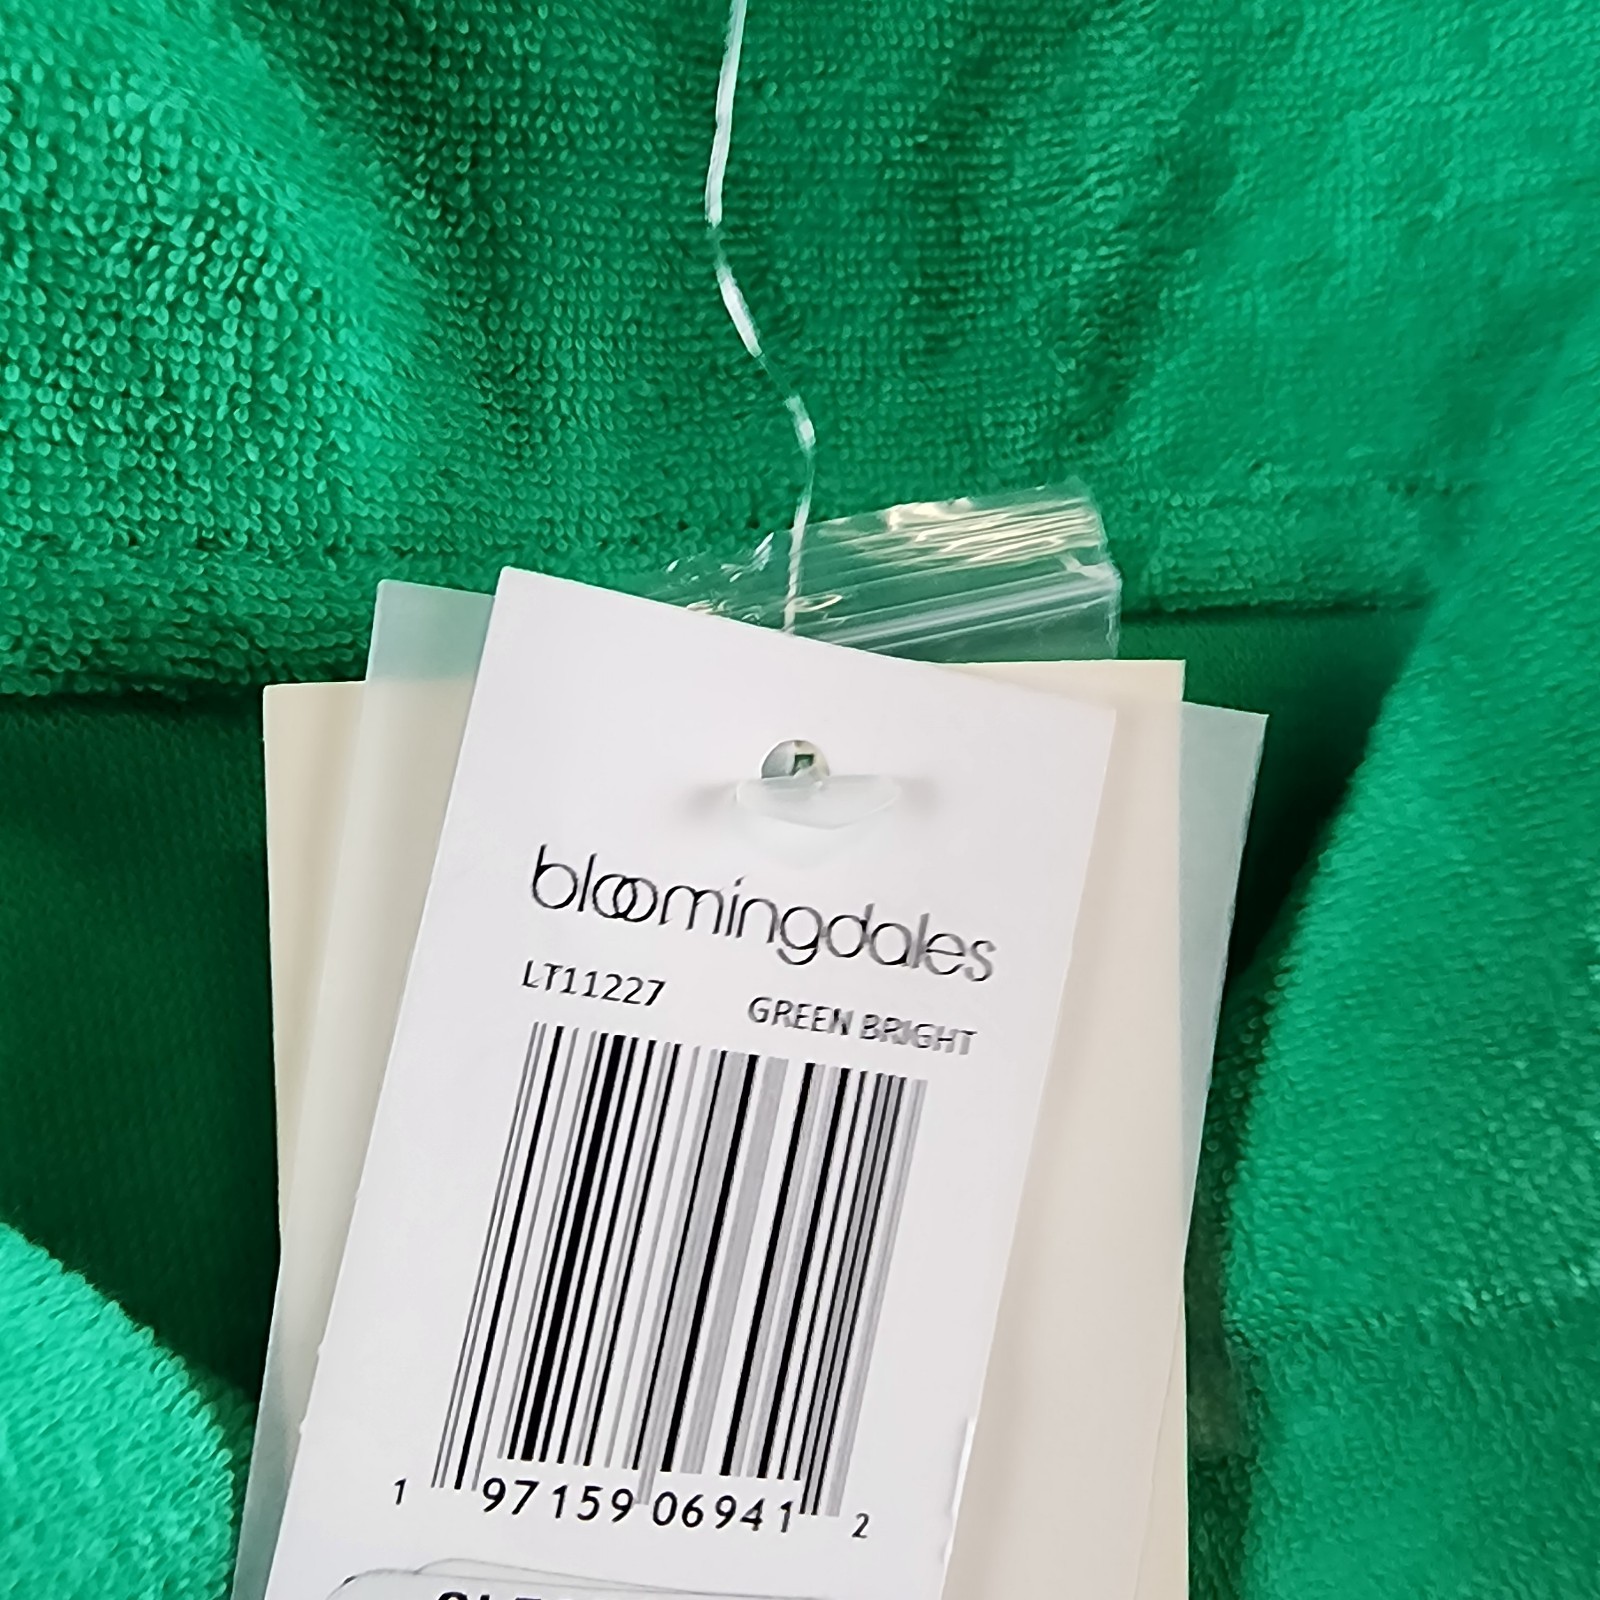 bloomingdales
LT11227 GREEN BRIGHT
1 97159 06941 2